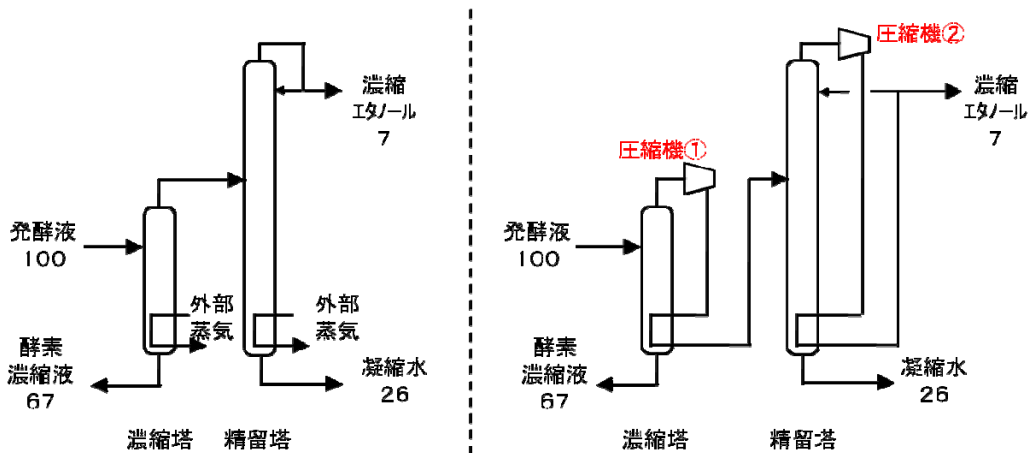 濃縮
エタノール
7
発酵液
100
外部
蒸気
外部
蒸気
酵素
濃縮液
67
凝縮水
26
濃縮塔
精留塔
圧縮機②
濃縮
エタノール
7
圧縮機①
発酵液
100
酵素
濃縮液
67
凝縮水
26
濃縮塔
精留塔